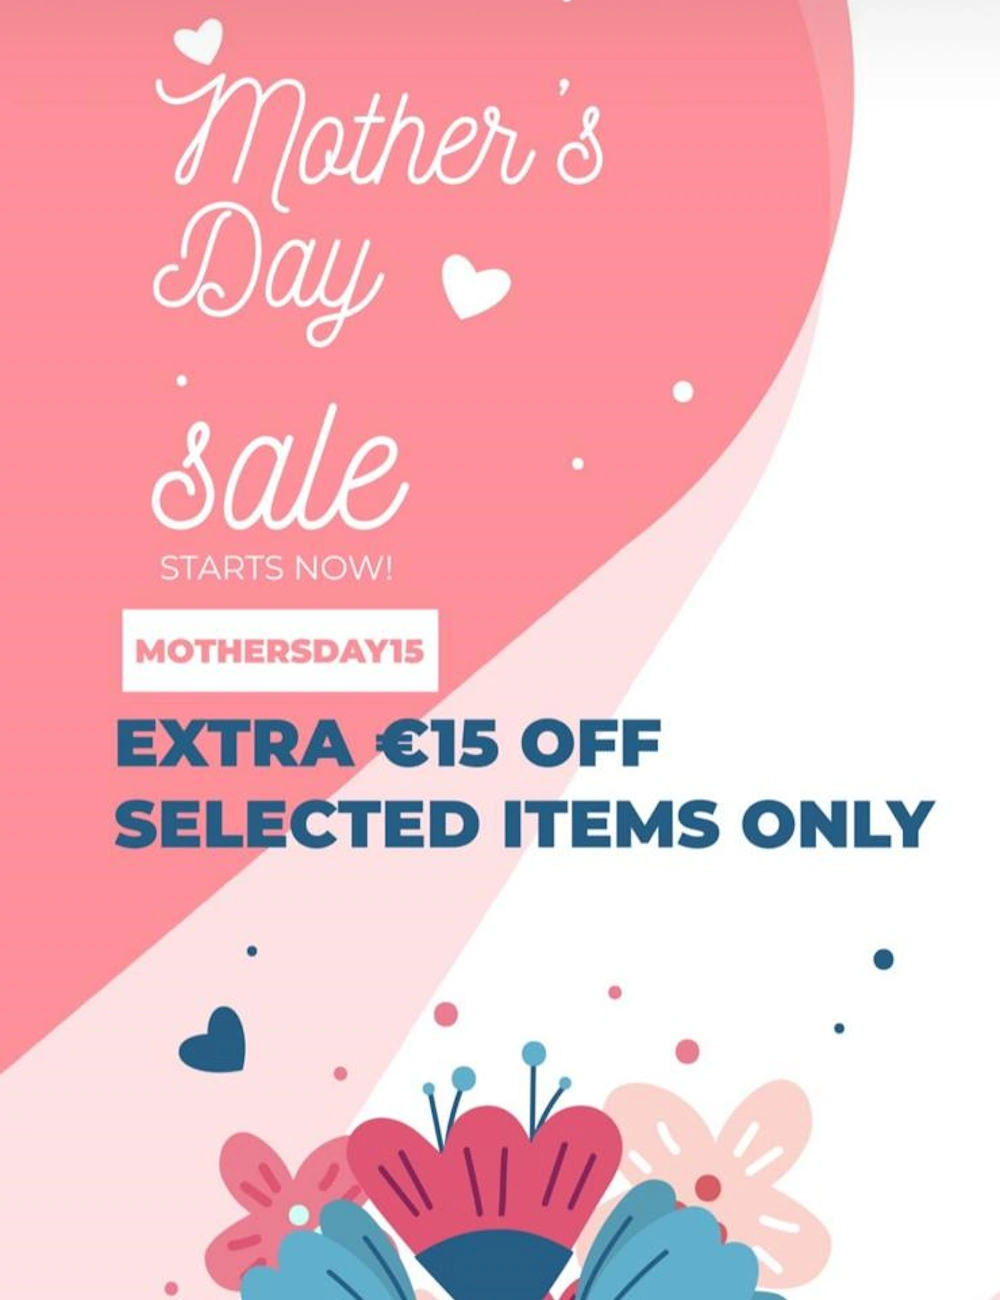 Mother's
Day
sale
STARTS NOW!
MOTHERSDAY15
EXTRA €15 OFF
SELECTED ITEMS ONLY